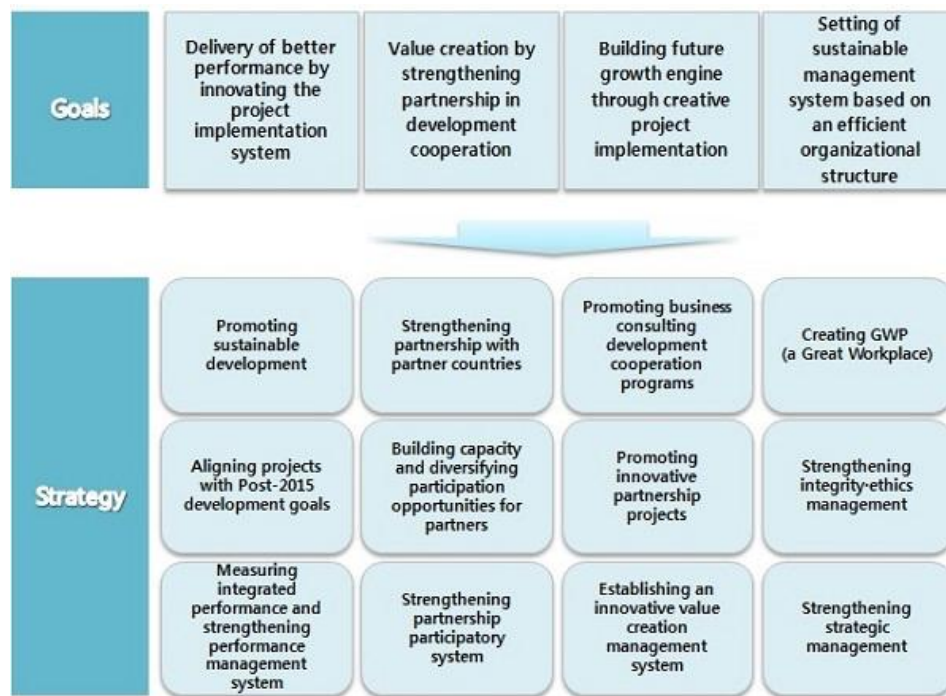 Goals
Delivery of better
performance by
innovating the
project
implementation
system
Value creation by
strengthening
partnership in
development
cooperation
Building future
growth engine
through creative
project
implementation
Setting of
sustainable
management
system based on
an efficient
organizational
structure
Strategy
Promoting
sustainable
development
Strengthening
partnership with
partner countries
Promoting business
consulting
development
cooperation
programs
Creating GWP
(a Great Workplace)
Aligning projects
with Post-2015
development goals
Building capacity
and diversifying
participation
opportunities for
partners
Promoting
innovative
partnership
projects
Strengthening
integrity·ethics
management
Measuring
integrated
performance and
strengthening
performance
management
system
Strengthening
partnership
participatory
system
Establishing an
innovative value
creation
management
system
Strengthening
strategic
management